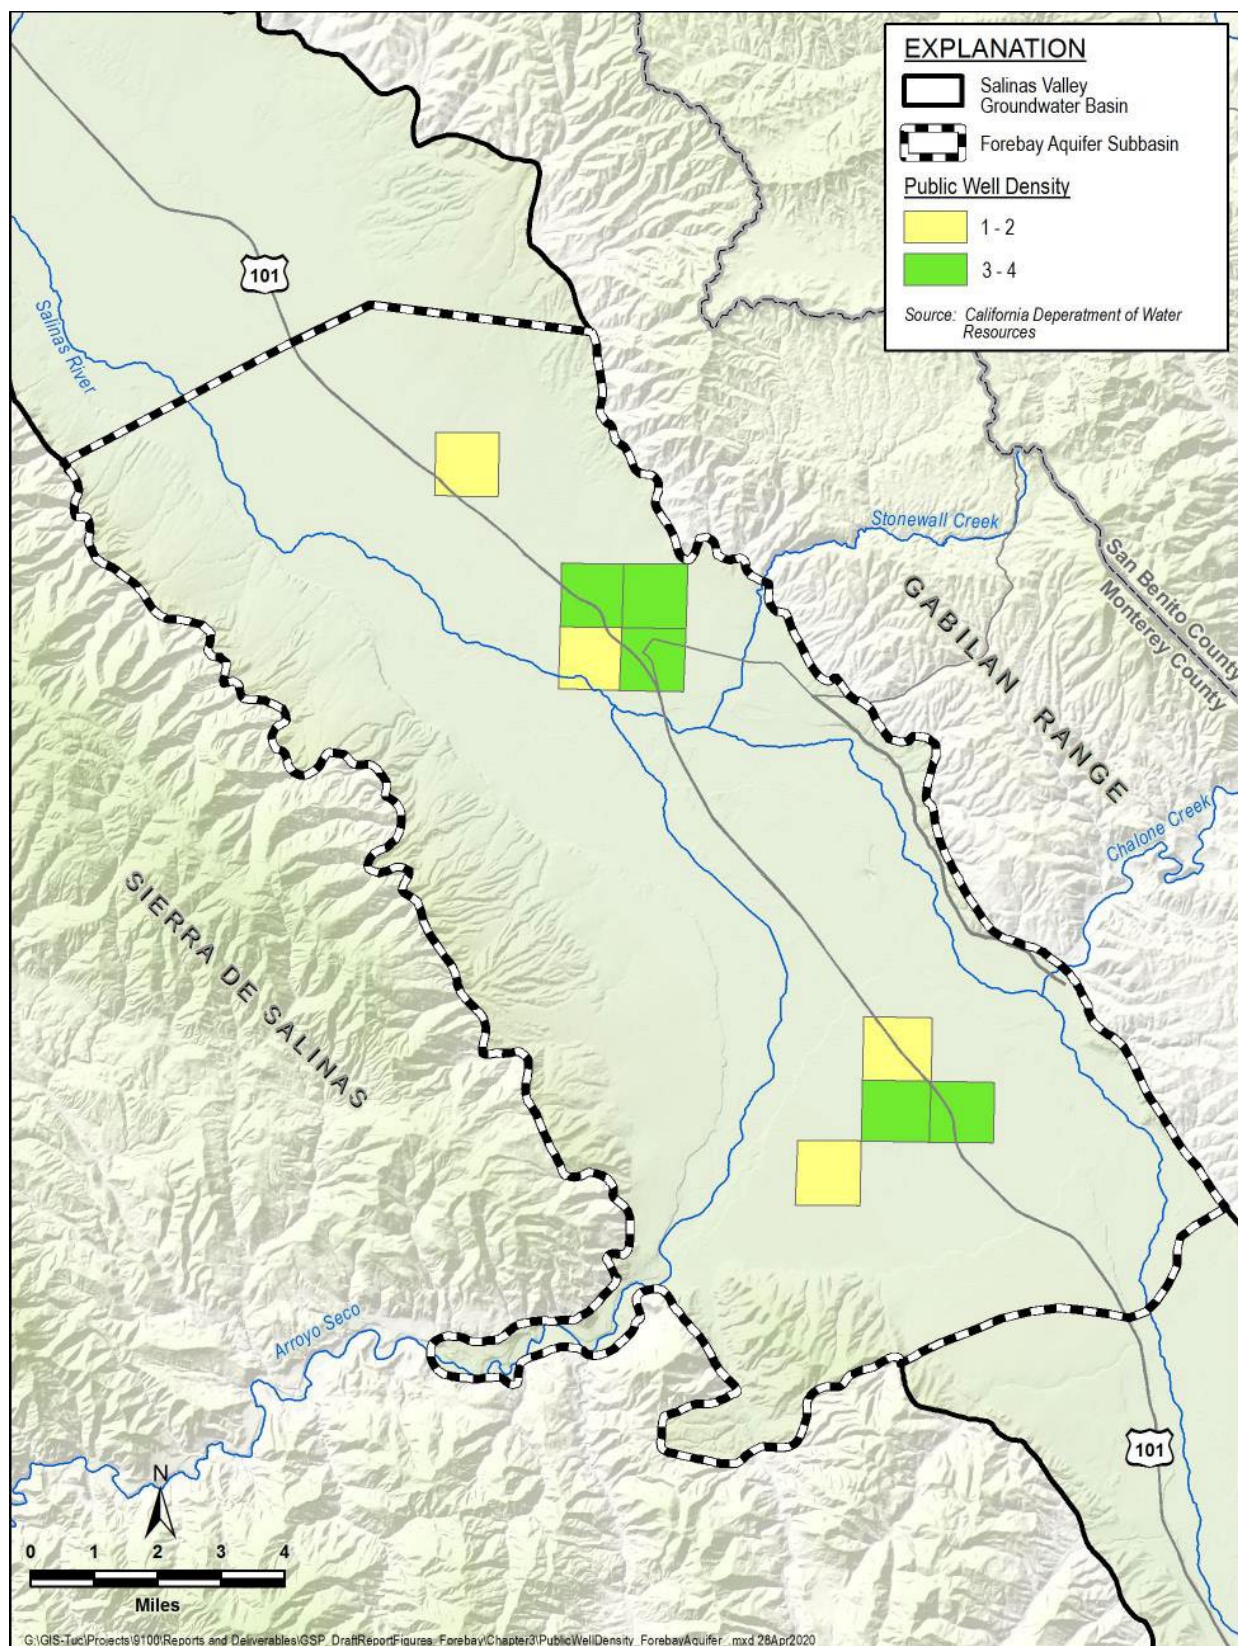 EXPLANATION
Salinas Valley
Groundwater Basin
Forebay Aquifer Subbasin
Public Well Density
1 - 2
3 - 4
Source: California Deperatment of Water
Resources
101
Salinas River
Stonewall Creek
San Benito County
Monterey County
GABILAN RANGE
Chalone Creek
SIERRA DE SALINAS
Arroyo Seco
101
N
0 1 2 3 4
Miles
G:\GIS-Tuc\Projects\9100\Reports and Deliverables\GSP_DraftReportFigures_Forebay\Chapter3\PublicWellDensity_ForebayAquifer_.mxd 28Apr2020